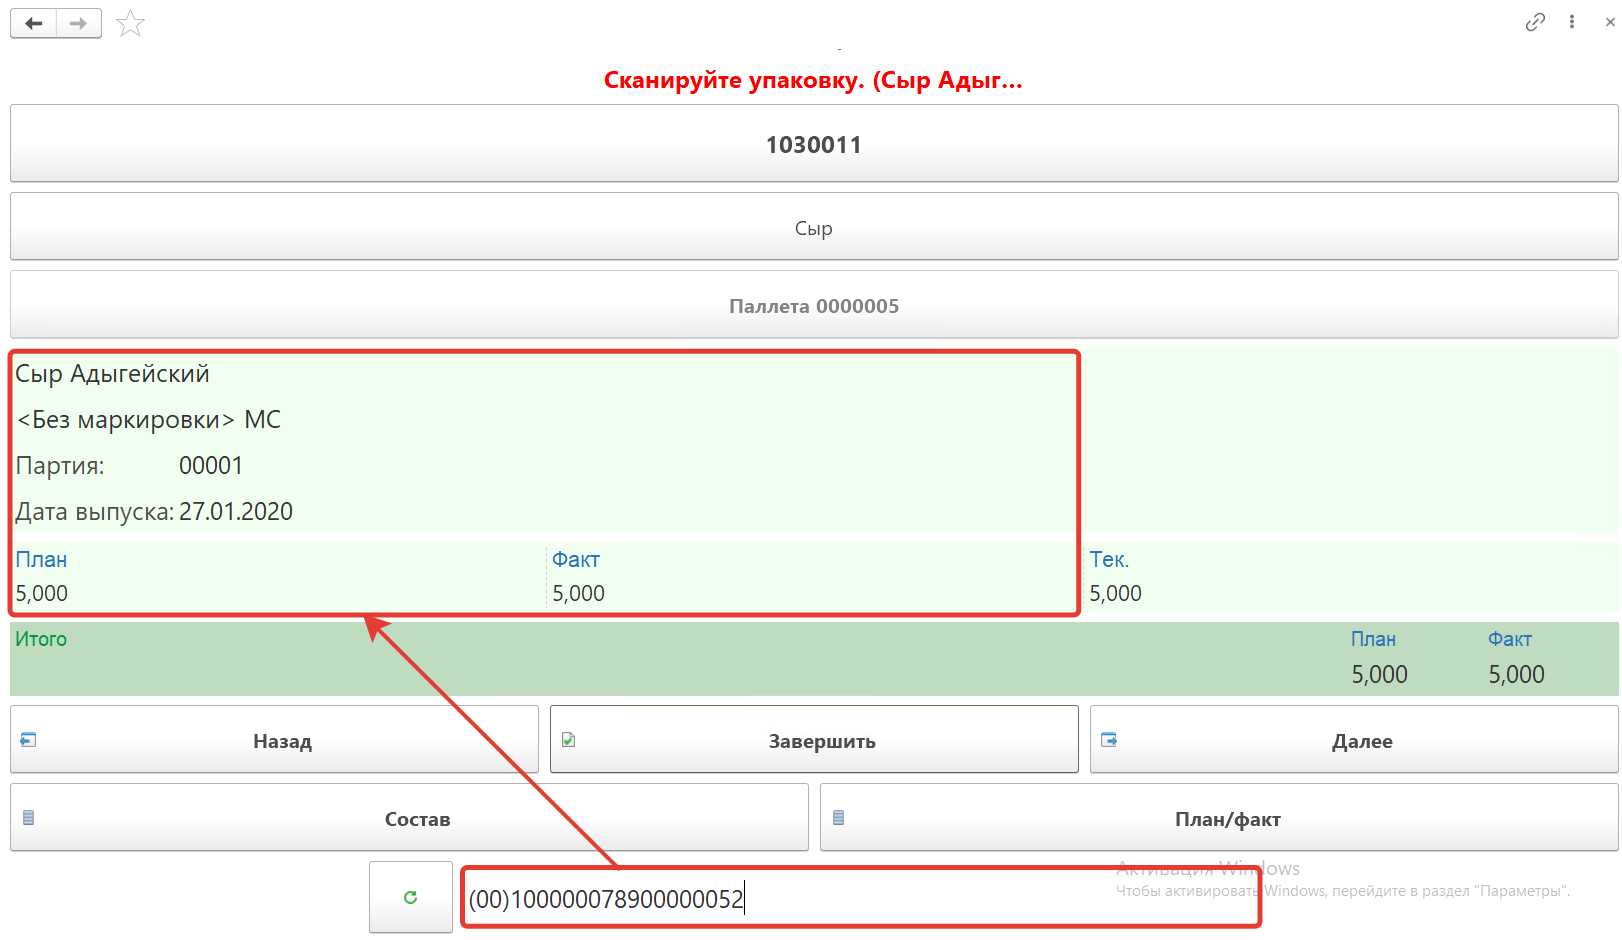 Сканируйте упаковку. (Сыр Адыг...
1030011
Сыр
Паллета 0000005
Сыр Адыгейский
<Без маркировки> МС
Партия: 00001
Дата выпуска: 27.01.2020
План Факт Тек.
5,000 5,000 5,000
Итого План Факт
5,000 5,000
Назад Завершить Далее
Состав План/факт
Активация Windows
Чтобы активировать Windows, перейдите в раздел "Параметры".
(00)100000078900000052